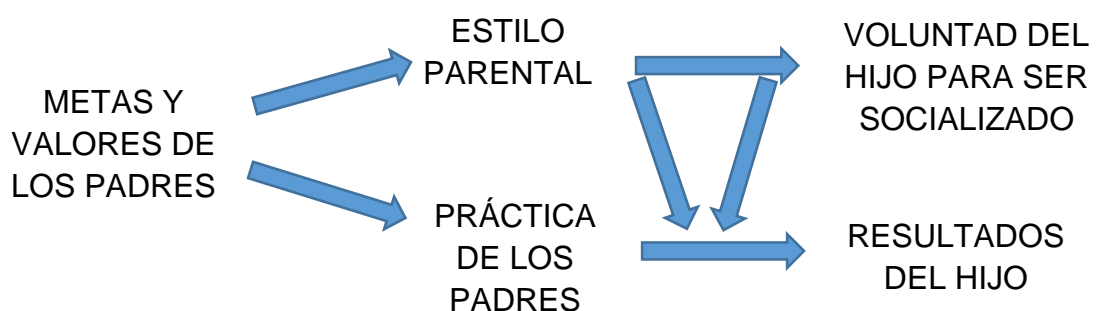 METAS Y
VALORES DE
LOS PADRES
ESTILO
PARENTAL
PRÁCTICA
DE LOS
PADRES
VOLUNTAD DEL
HIJO PARA SER
SOCIALIZADO
RESULTADOS
DEL HIJO